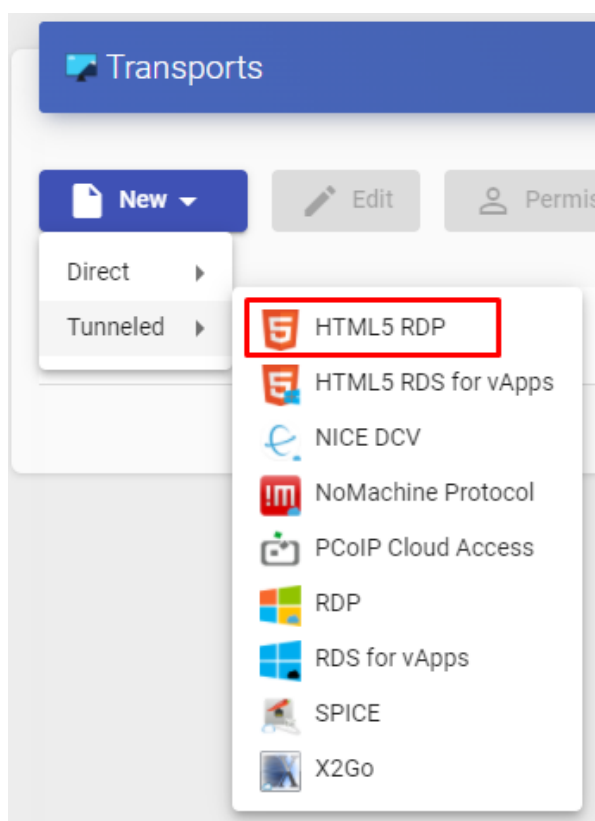 Transports
New
Edit
Direct
Tunneled
HTML5 RDP
HTML5 RDS for vApps
NICE DCV
NoMachine Protocol
PCoIP Cloud Access
RDP
RDS for vApps
SPICE
X2Go